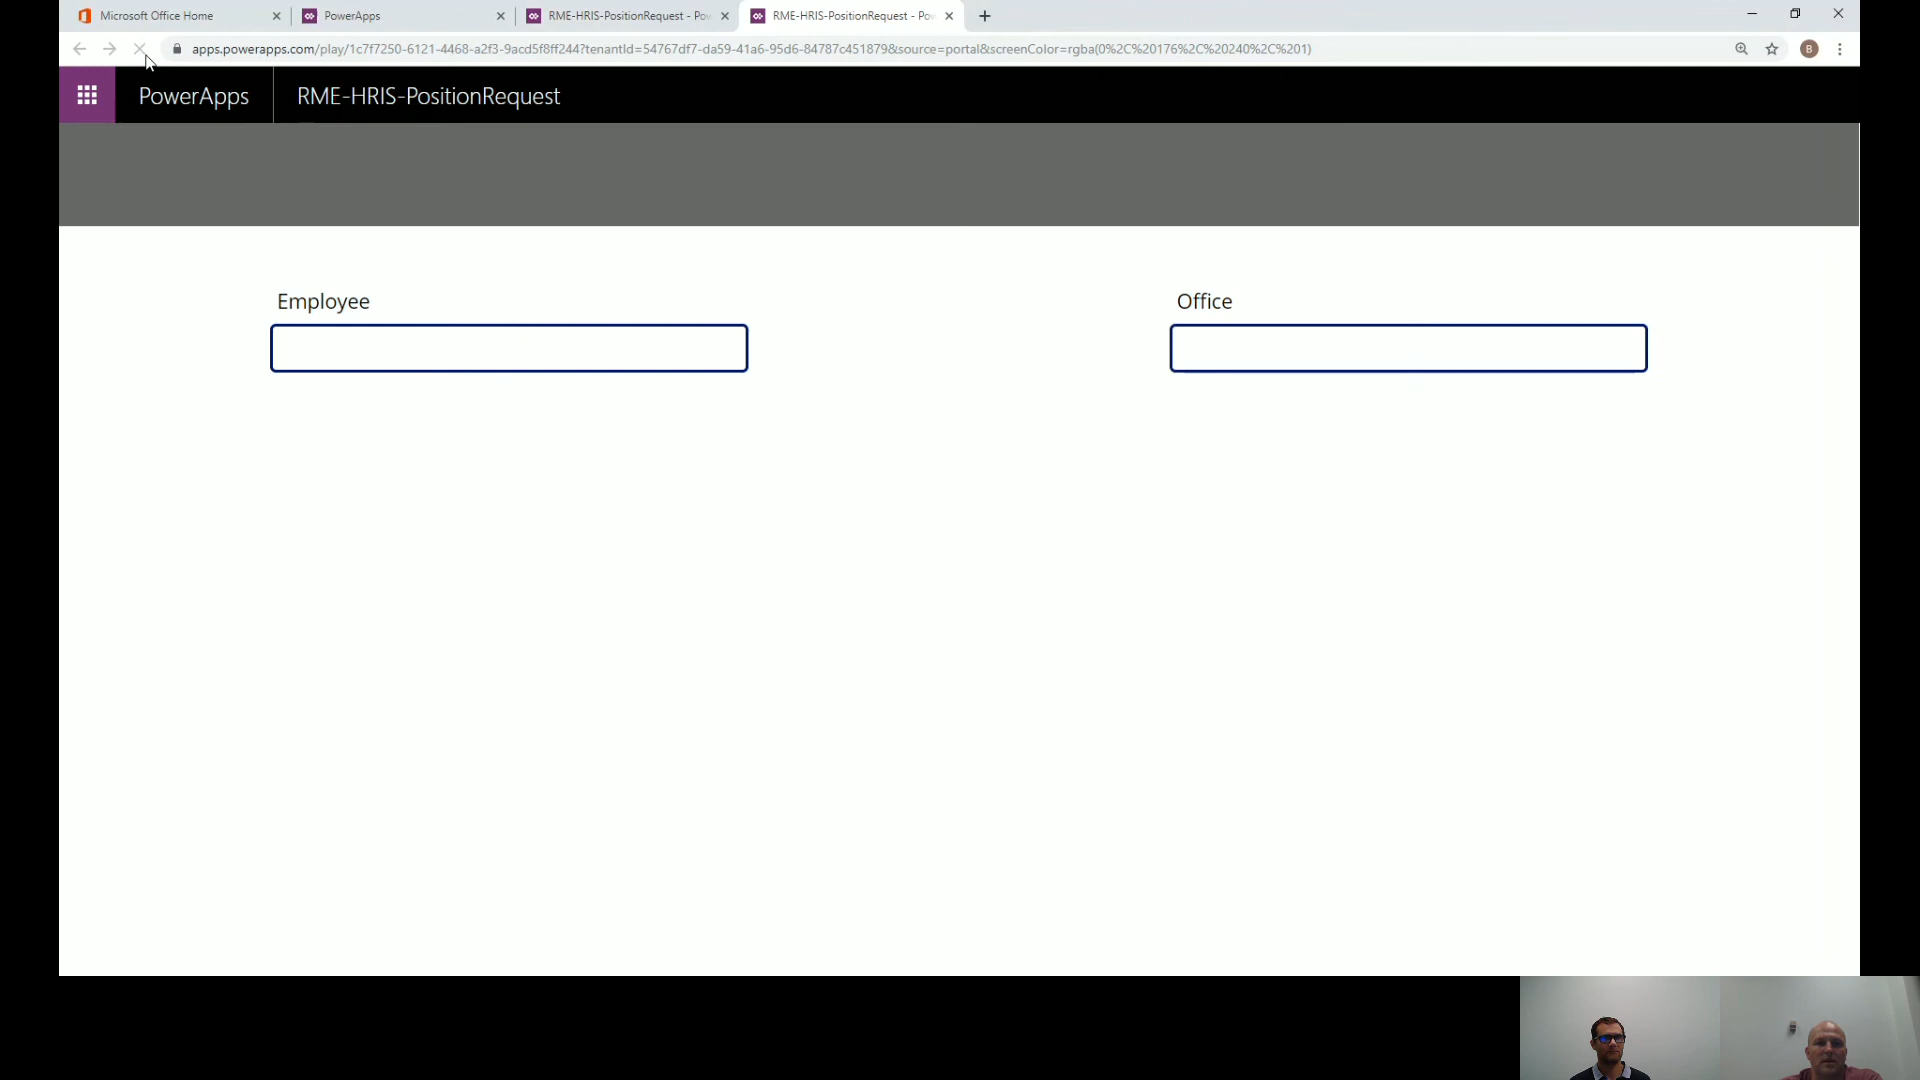 Microsoft Office Home
PowerApps
RME-HRIS-PositionRequest - Pow
RME-HRIS-PositionRequest - Pow
apps.powerapps.com/play/1c7f7250-6121-4468-a2f3-9acd5f8ff244?tenantId=54767df7-da59-41a6-95d6-84787c451879&source=portal&screenColor=rgba(0%2C%20176%2C%20240%2C%201)
B
PowerApps
RME-HRIS-PositionRequest
Employee
Office